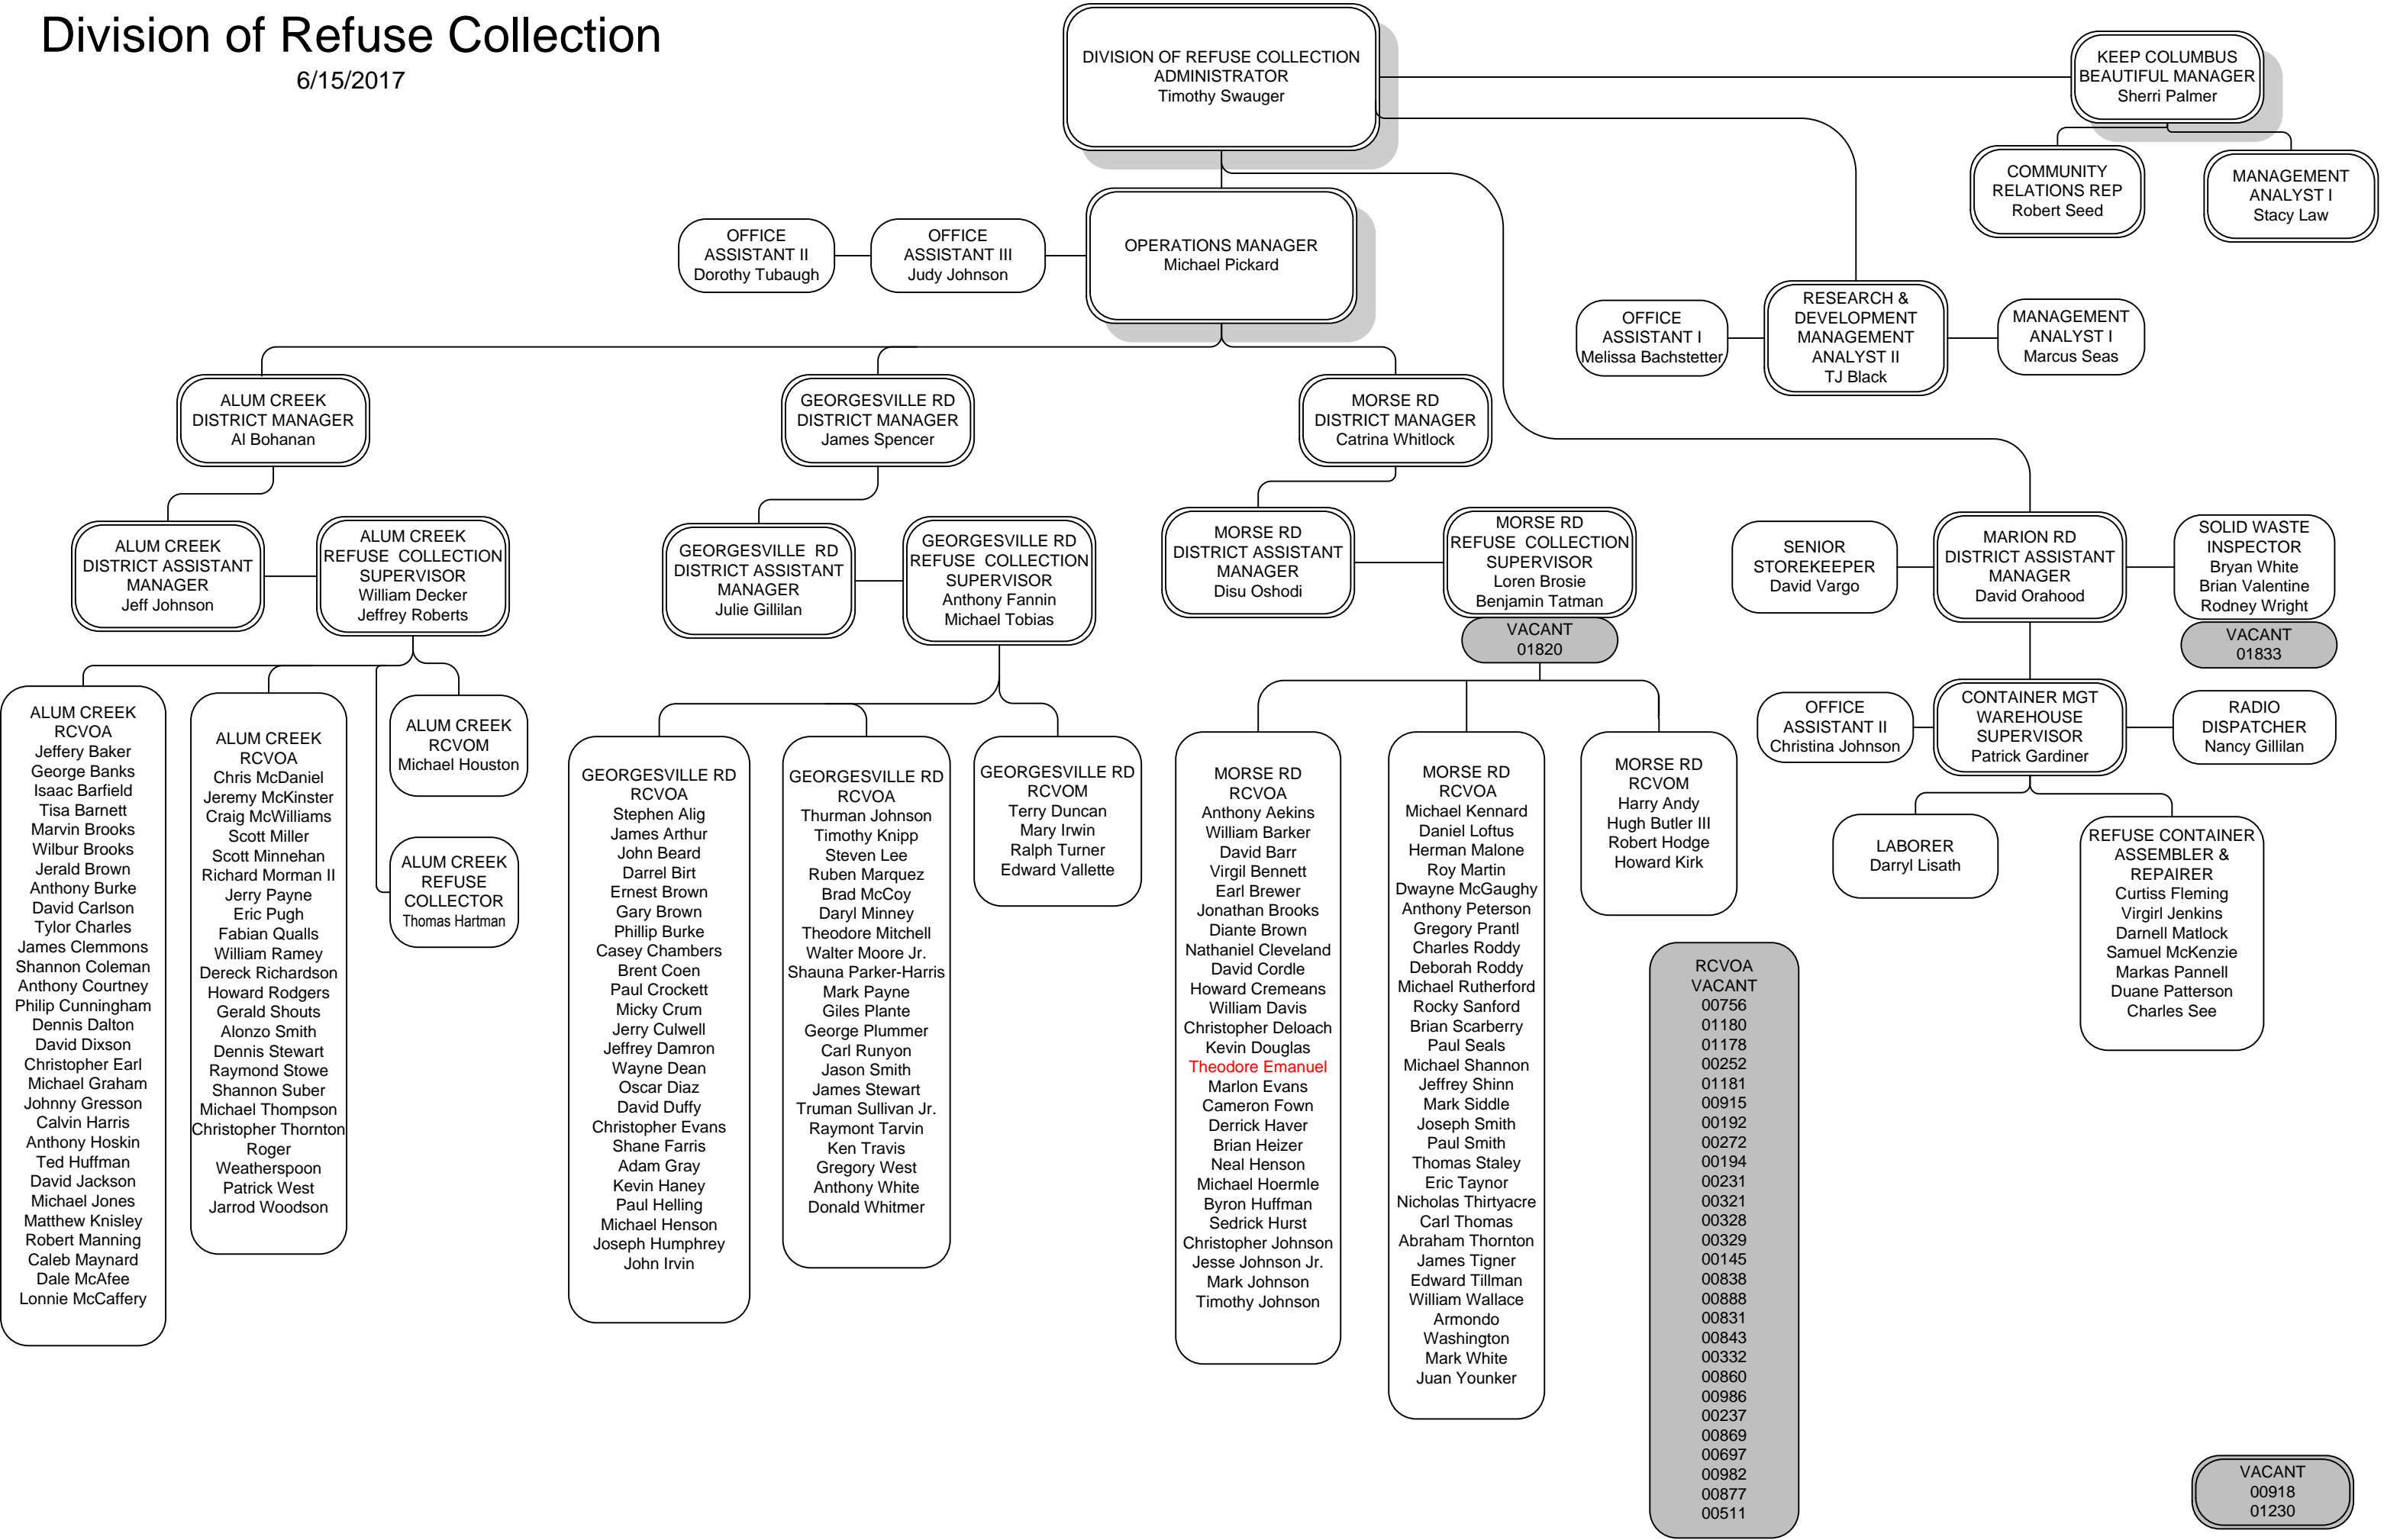 Division of Refuse Collection
6/15/2017
DIVISION OF REFUSE COLLECTION
ADMINISTRATOR
Timothy Swauger
KEEP COLUMBUS
BEAUTIFUL MANAGER
Sherri Palmer
COMMUNITY
RELATIONS REP
Robert Seed
MANAGEMENT
ANALYST I
Stacy Law
OFFICE
ASSISTANT II
Dorothy Tubaugh
OFFICE
ASSISTANT III
Judy Johnson
OPERATIONS MANAGER
Michael Pickard
OFFICE
ASSISTANT I
Melissa Bachstetter
RESEARCH &
DEVELOPMENT
MANAGEMENT
ANALYST II
TJ Black
MANAGEMENT
ANALYST I
Marcus Seas
ALUM CREEK
DISTRICT MANAGER
Al Bohanan
GEORGESVILLE RD
DISTRICT MANAGER
James Spencer
MORSE RD
DISTRICT MANAGER
Catrina Whitlock
ALUM CREEK
DISTRICT ASSISTANT
MANAGER
Jeff Johnson
ALUM CREEK
REFUSE COLLECTION
SUPERVISOR
William Decker
Jeffrey Roberts
GEORGESVILLE RD
DISTRICT ASSISTANT
MANAGER
Julie Gillilan
GEORGESVILLE RD
REFUSE COLLECTION
SUPERVISOR
Anthony Fannin
Michael Tobias
MORSE RD
DISTRICT ASSISTANT
MANAGER
Disu Oshodi
MORSE RD
REFUSE COLLECTION
SUPERVISOR
Loren Brosie
Benjamin Tatman
VACANT
01820
SENIOR
STOREKEEPER
David Vargo
MARION RD
DISTRICT ASSISTANT
MANAGER
David Orahood
SOLID WASTE
INSPECTOR
Bryan White
Brian Valentine
Rodney Wright
VACANT
01833
ALUM CREEK
RCVOA
Jeffery Baker
George Banks
Isaac Barfield
Tisa Barnett
Marvin Brooks
Wilbur Brooks
Jerald Brown
Anthony Burke
David Carlson
Tylor Charles
James Clemmons
Shannon Coleman
Anthony Courtney
Philip Cunningham
Dennis Dalton
David Dixson
Christopher Earl
Michael Graham
Johnny Gresson
Calvin Harris
Anthony Hoskin
Ted Huffman
David Jackson
Michael Jones
Matthew Knisley
Robert Manning
Caleb Maynard
Dale McAfee
Lonnie McCaffery
ALUM CREEK
RCVOA
Chris McDaniel
Jeremy McKinster
Craig McWilliams
Scott Miller
Scott Minnehan
Richard Morman II
Jerry Payne
Eric Pugh
Fabian Qualls
William Ramey
Dereck Richardson
Howard Rodgers
Gerald Shouts
Alonzo Smith
Dennis Stewart
Raymond Stowe
Shannon Suber
Michael Thompson
Christopher Thornton
Roger
Weatherspoon
Patrick West
Jarrod Woodson
ALUM CREEK
RCVOM
Michael Houston
ALUM CREEK
REFUSE
COLLECTOR
Thomas Hartman
GEORGESVILLE RD
RCVOA
Stephen Alig
James Arthur
John Beard
Darrel Birt
Ernest Brown
Gary Brown
Phillip Burke
Casey Chambers
Brent Coen
Paul Crockett
Micky Crum
Jerry Culwell
Jeffrey Damron
Wayne Dean
Oscar Diaz
David Duffy
Christopher Evans
Shane Farris
Adam Gray
Kevin Haney
Paul Helling
Michael Henson
Joseph Humphrey
John Irvin
GEORGESVILLE RD
RCVOA
Thurman Johnson
Timothy Knipp
Steven Lee
Ruben Marquez
Brad McCoy
Daryl Minney
Theodore Mitchell
Walter Moore Jr.
Shauna Parker-Harris
Mark Payne
Giles Plante
George Plummer
Carl Runyon
Jason Smith
James Stewart
Truman Sullivan Jr.
Raymont Tarvin
Ken Travis
Gregory West
Anthony White
Donald Whitmer
GEORGESVILLE RD
RCVOM
Terry Duncan
Mary Irwin
Ralph Turner
Edward Vallette
MORSE RD
RCVOA
Anthony Aekins
William Barker
David Barr
Virgil Bennett
Earl Brewer
Jonathan Brooks
Diante Brown
Nathaniel Cleveland
David Cordle
Howard Cremeans
William Davis
Christopher Deloach
Kevin Douglas
Theodore Emanuel
Marlon Evans
Cameron Fown
Derrick Haver
Brian Heizer
Neal Henson
Michael Hoermle
Byron Huffman
Sedrick Hurst
Christopher Johnson
Jesse Johnson Jr.
Mark Johnson
Timothy Johnson
MORSE RD
RCVOA
Michael Kennard
Daniel Loftus
Herman Malone
Roy Martin
Dwayne McGaughy
Anthony Peterson
Gregory Prantl
Charles Roddy
Deborah Roddy
Michael Rutherford
Rocky Sanford
Brian Scarberry
Paul Seals
Michael Shannon
Jeffrey Shinn
Mark Siddle
Joseph Smith
Paul Smith
Thomas Staley
Eric Taynor
Nicholas Thirtyacre
Carl Thomas
Abraham Thornton
James Tigner
Edward Tillman
William Wallace
Armondo
Washington
Mark White
Juan Younker
MORSE RD
RCVOM
Harry Andy
Hugh Butler III
Robert Hodge
Howard Kirk
RCVOA
VACANT
00756
01180
01178
00252
01181
00915
00192
00272
00194
00231
00321
00328
00329
00145
00838
00888
00831
00843
00332
00860
00986
00237
00869
00697
00982
00877
00511
OFFICE
ASSISTANT II
Christina Johnson
CONTAINER MGT
WAREHOUSE
SUPERVISOR
Patrick Gardiner
RADIO
DISPATCHER
Nancy Gillilan
LABORER
Darryl Lisath
REFUSE CONTAINER
ASSEMBLER &
REPAIRER
Curtiss Fleming
Virgirl Jenkins
Darnell Matlock
Samuel McKenzie
Markas Pannell
Duane Patterson
Charles See
VACANT
00918
01230